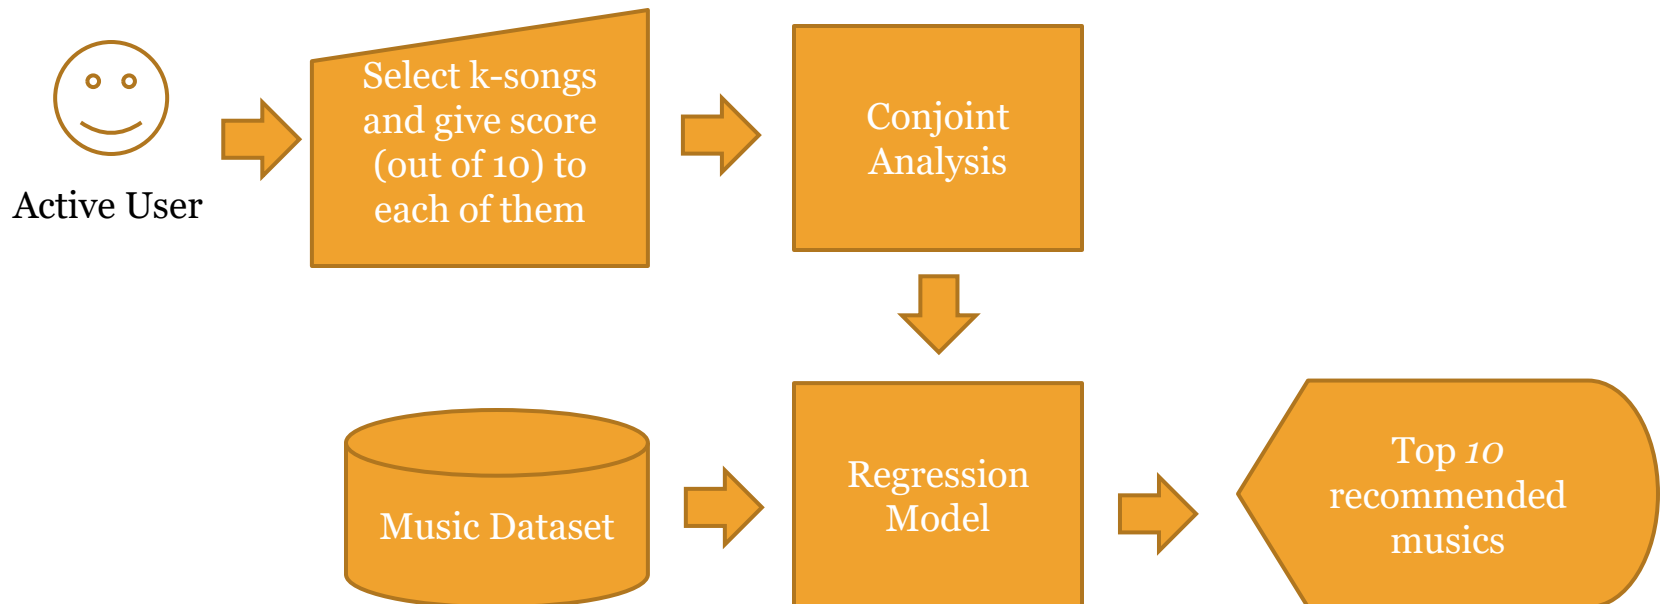 Active User
Select k-songs
and give score
(out of 10) to
each of them
Conjoint
Analysis
Music Dataset
Regression
Model
Top 10
recommended
musics